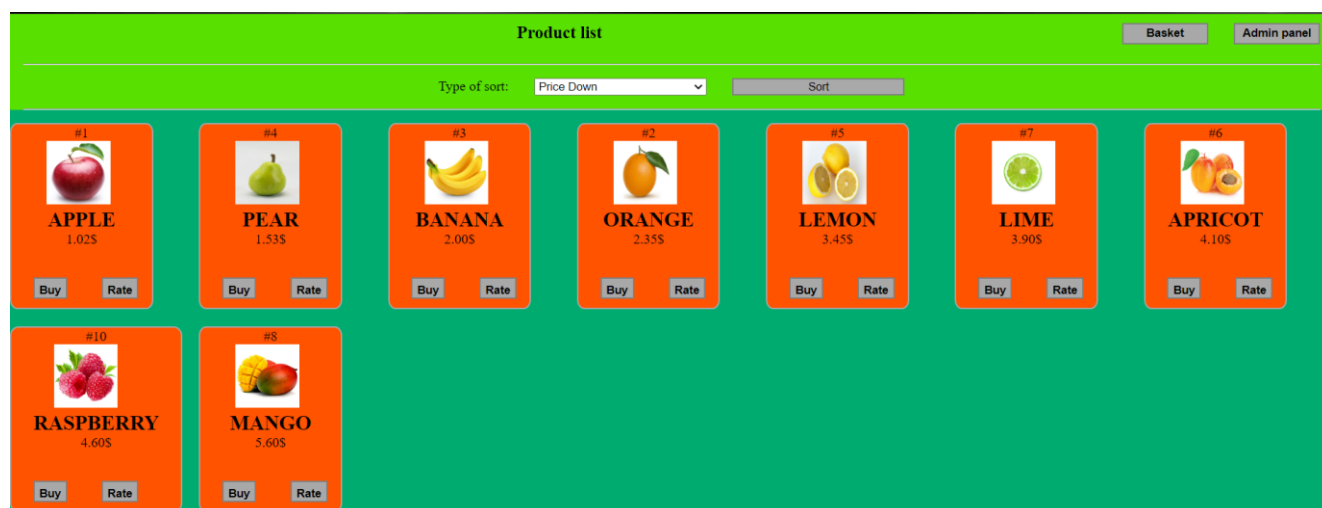 Product list
Basket
Admin panel
Type of sort:
Price Down
Sort
#1
APPLE
1.02$
Buy
Rate
#4
PEAR
1.53$
Buy
Rate
#3
BANANA
2.00$
Buy
Rate
#2
ORANGE
2.35$
Buy
Rate
#5
LEMON
3.45$
Buy
Rate
#7
LIME
3.90$
Buy
Rate
#6
APRICOT
4.10$
Buy
Rate
#10
RASPBERRY
4.60$
Buy
Rate
#8
MANGO
5.60$
Buy
Rate